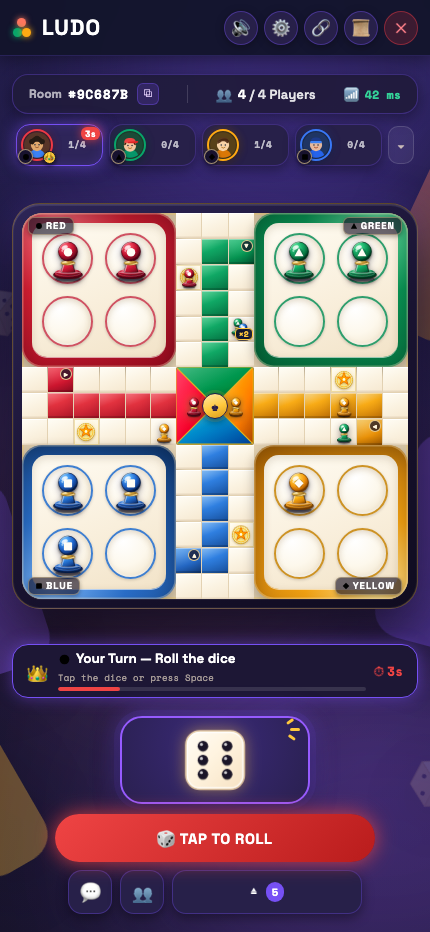 LUDO
Room #9C687B
4 / 4 Players
42 ms
3s
1/4
0/4
1/4
0/4
RED
GREEN
×2
BLUE
YELLOW
Your Turn — Roll the dice
Tap the dice or press Space
3s
TAP TO ROLL
5